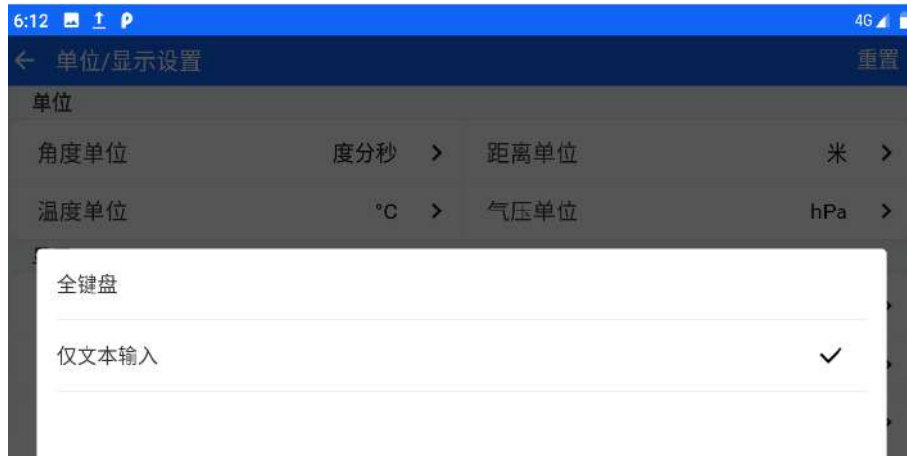 6:12 4G
单位/显示设置 重置
单位
角度单位 度分秒 距离单位 米
温度单位 °C 气压单位 hPa
全键盘
仅文本输入